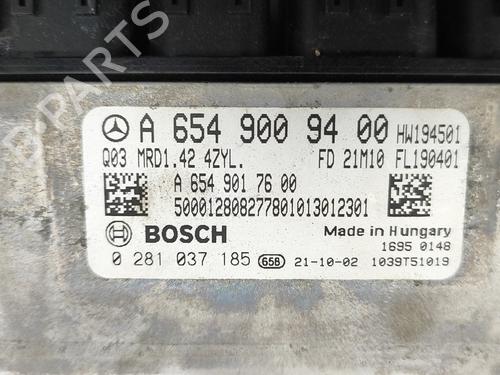 A 654 900 94 00 HW194501
Q03 MRD1.42 4ZYL. FD 21M10 FL190401
A 654 901 76 00
500012808277801013012301
BOSCH Made in Hungary
1695 0148
0 281 037 185 658 21-10-02 1039T51019
B-PARTS